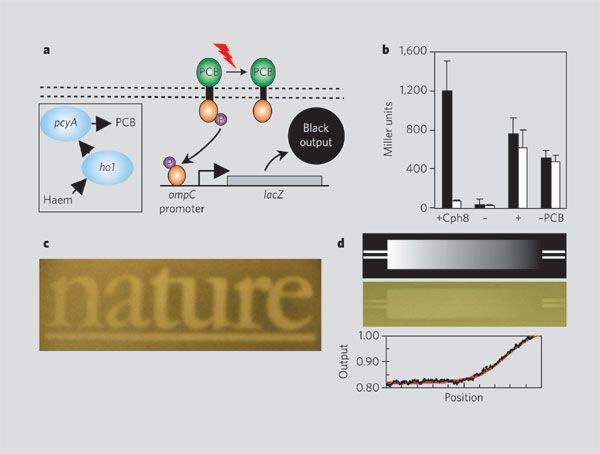 a
PCB
PCB
pcyA
PCB
ho1
Haem
P
P
ompC
promoter
lacZ
Black
output
b
1,600
1,200
800
400
0
Miller units
+Cph8
–
+
–PCB
c
nature
d
1.00
0.90
0.80
Output
Position